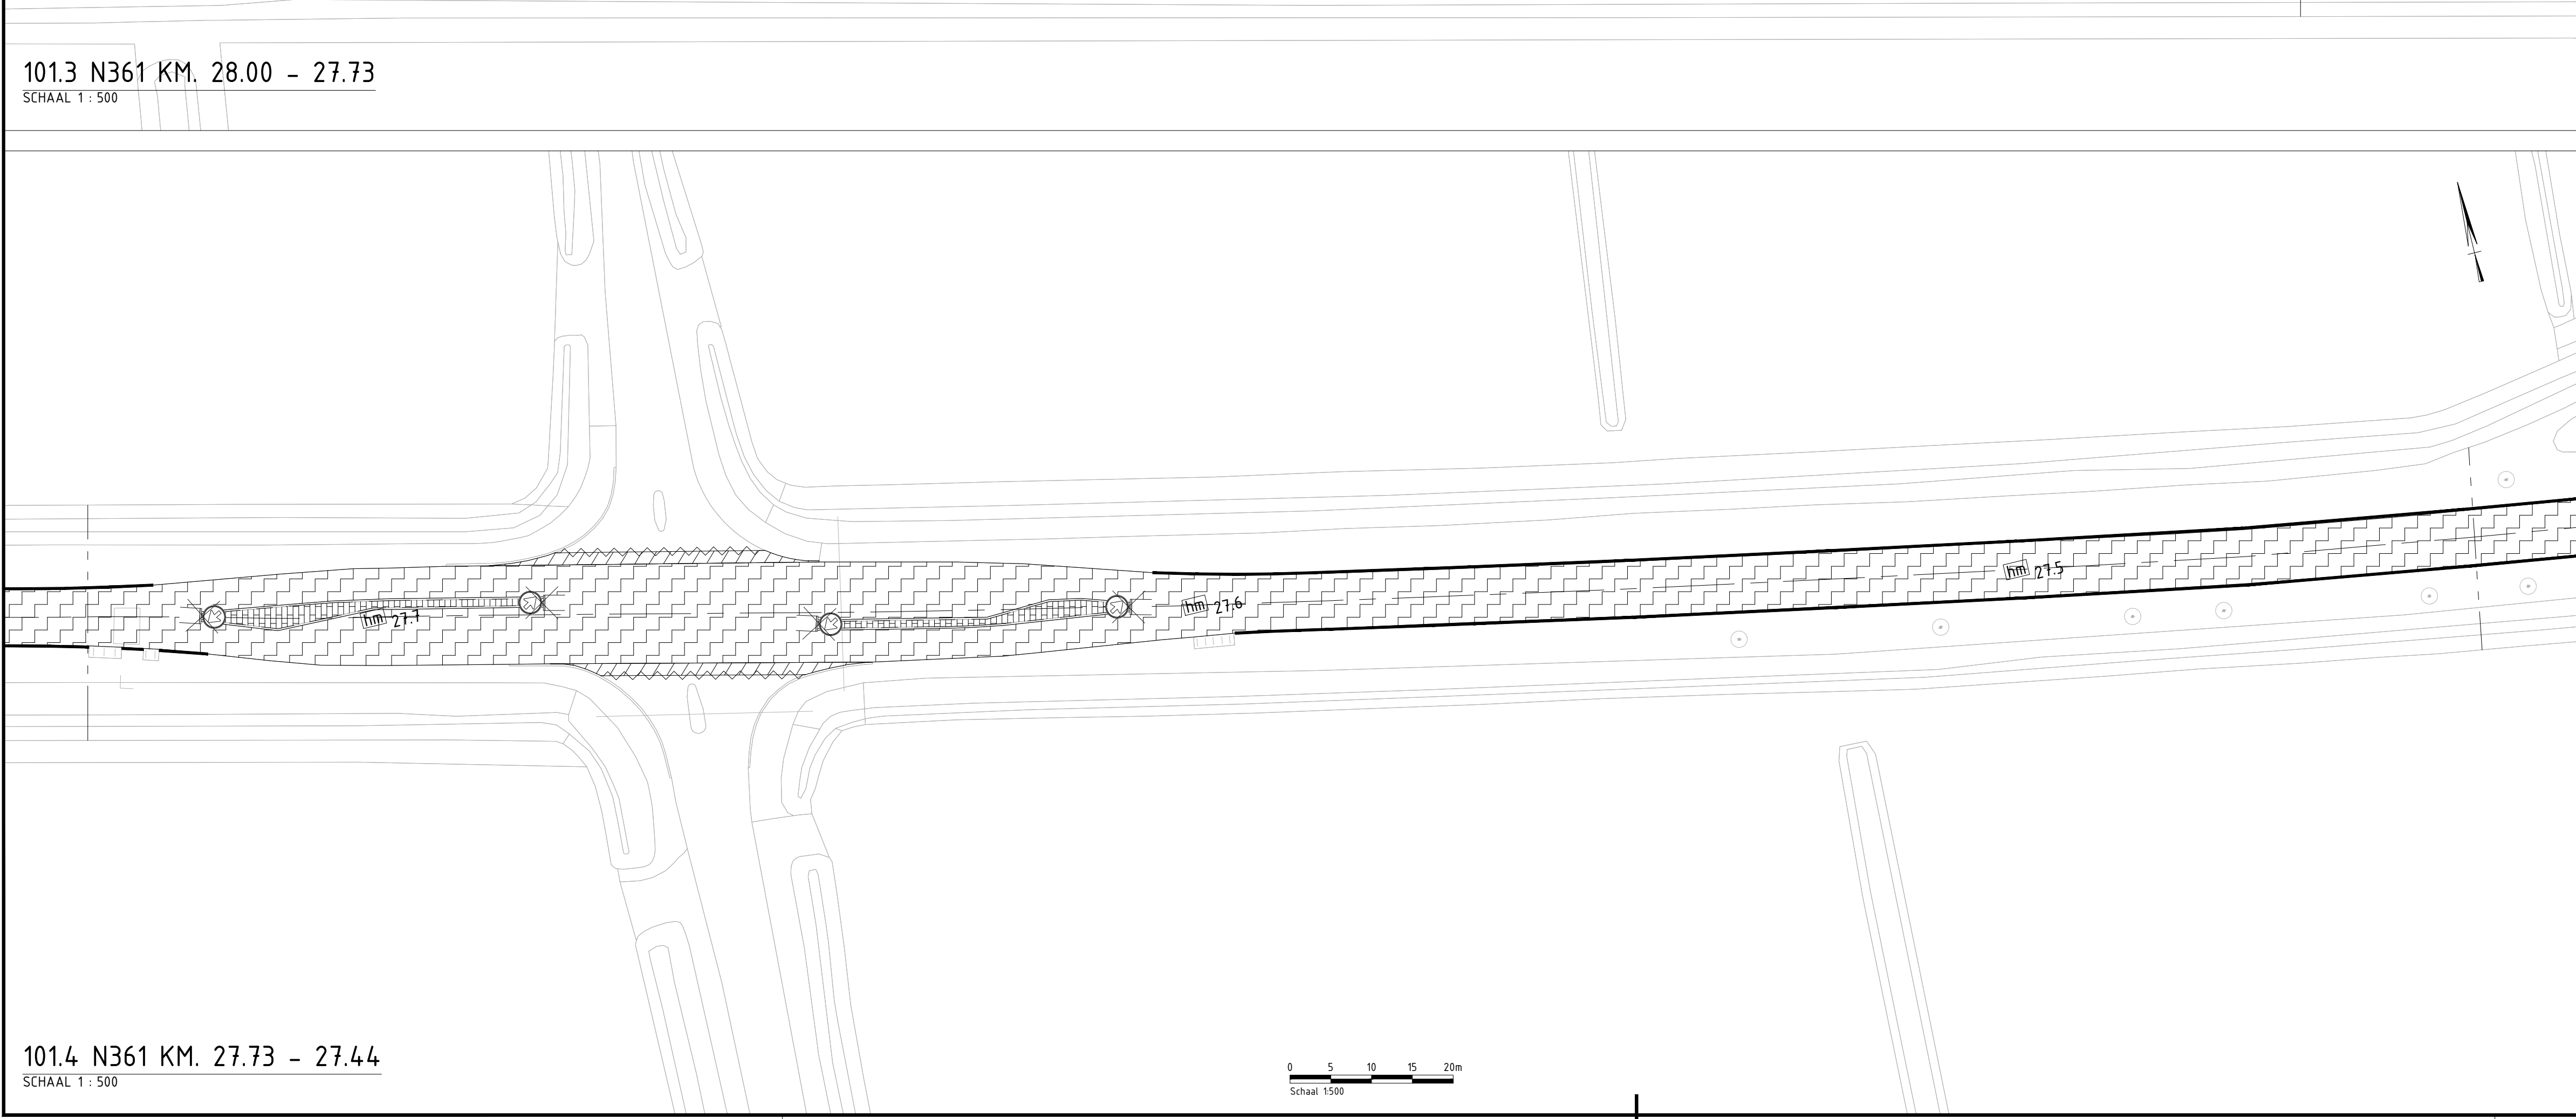 101.3 N361 KM. 28.00 - 27.73
SCHAAL 1 : 500
hm 27.7
hm 27.6
hm 27.5
101.4 N361 KM. 27.73 - 27.44
SCHAAL 1 : 500
0 5 10 15 20m
Schaal 1:500